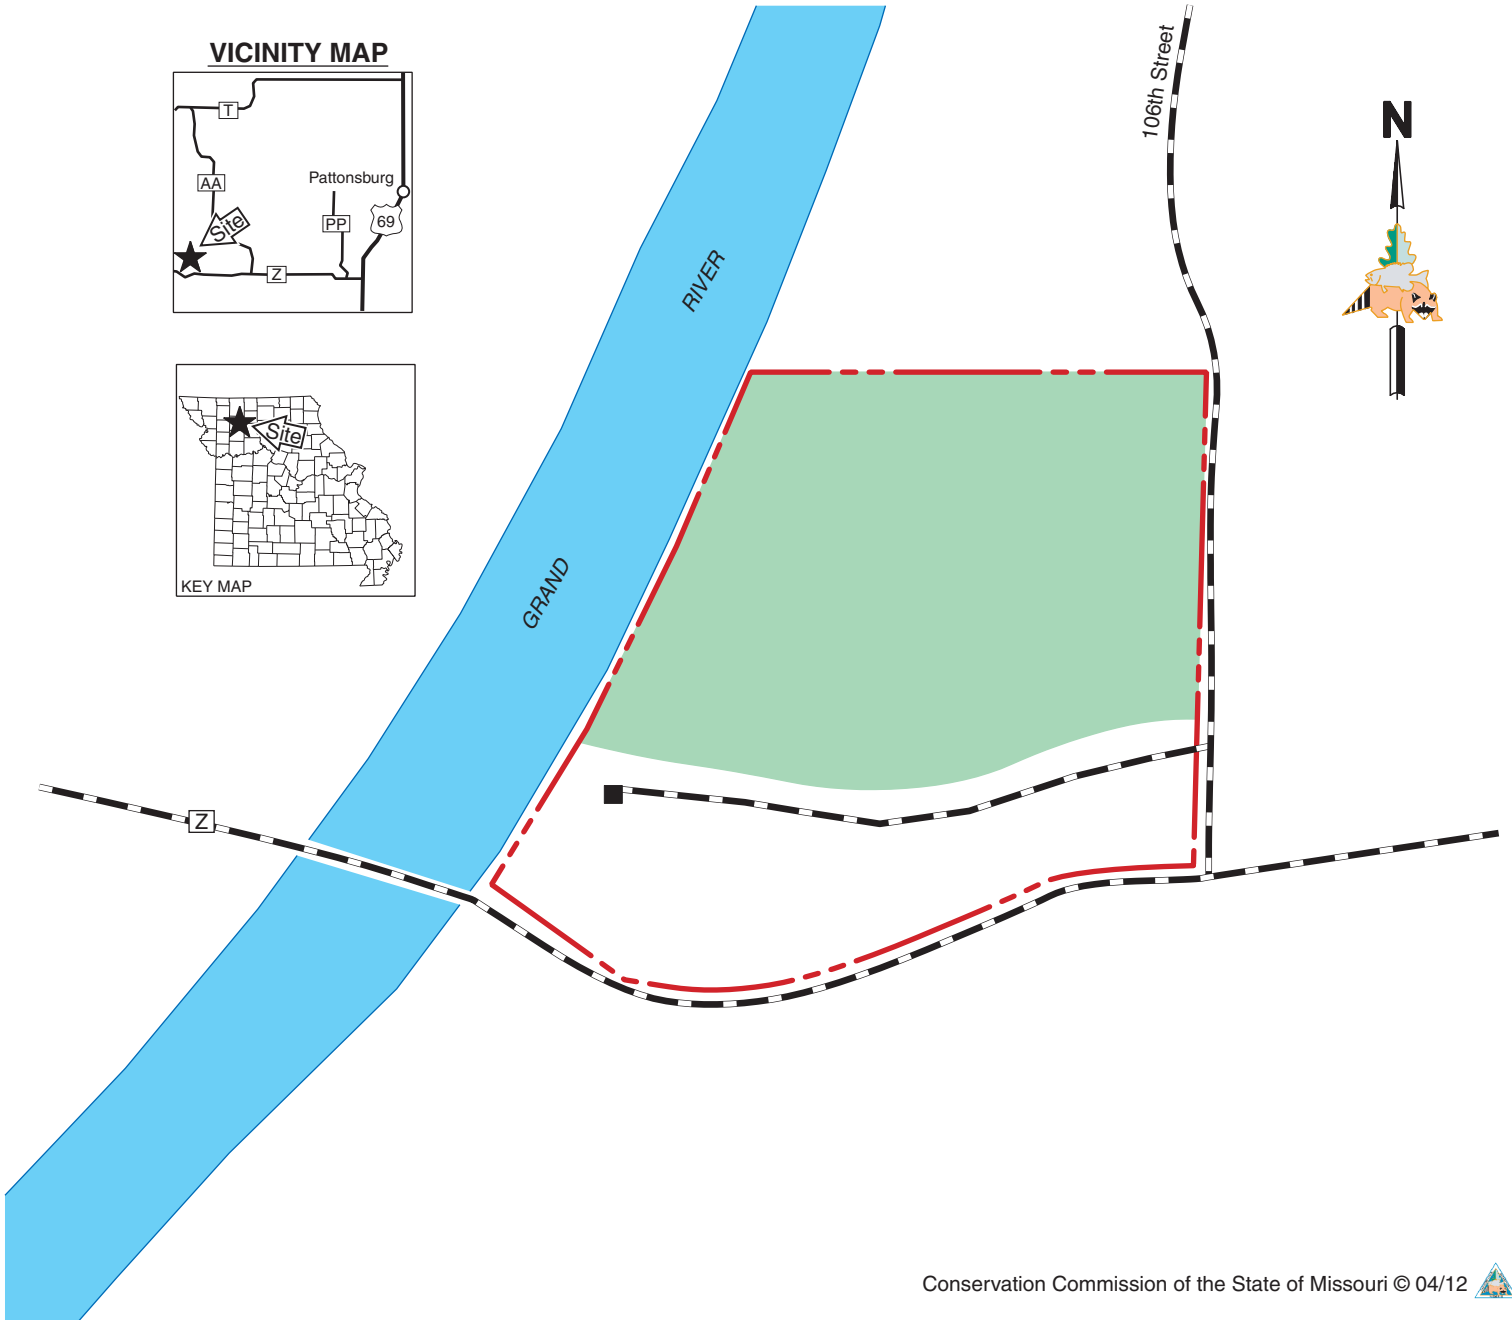 VICINITY MAP
T
AA
Pattonsburg
PP
69
Site
Z
Site
KEY MAP
106th Street
N
RIVER
GRAND
Z
Conservation Commission of the State of Missouri © 04/12